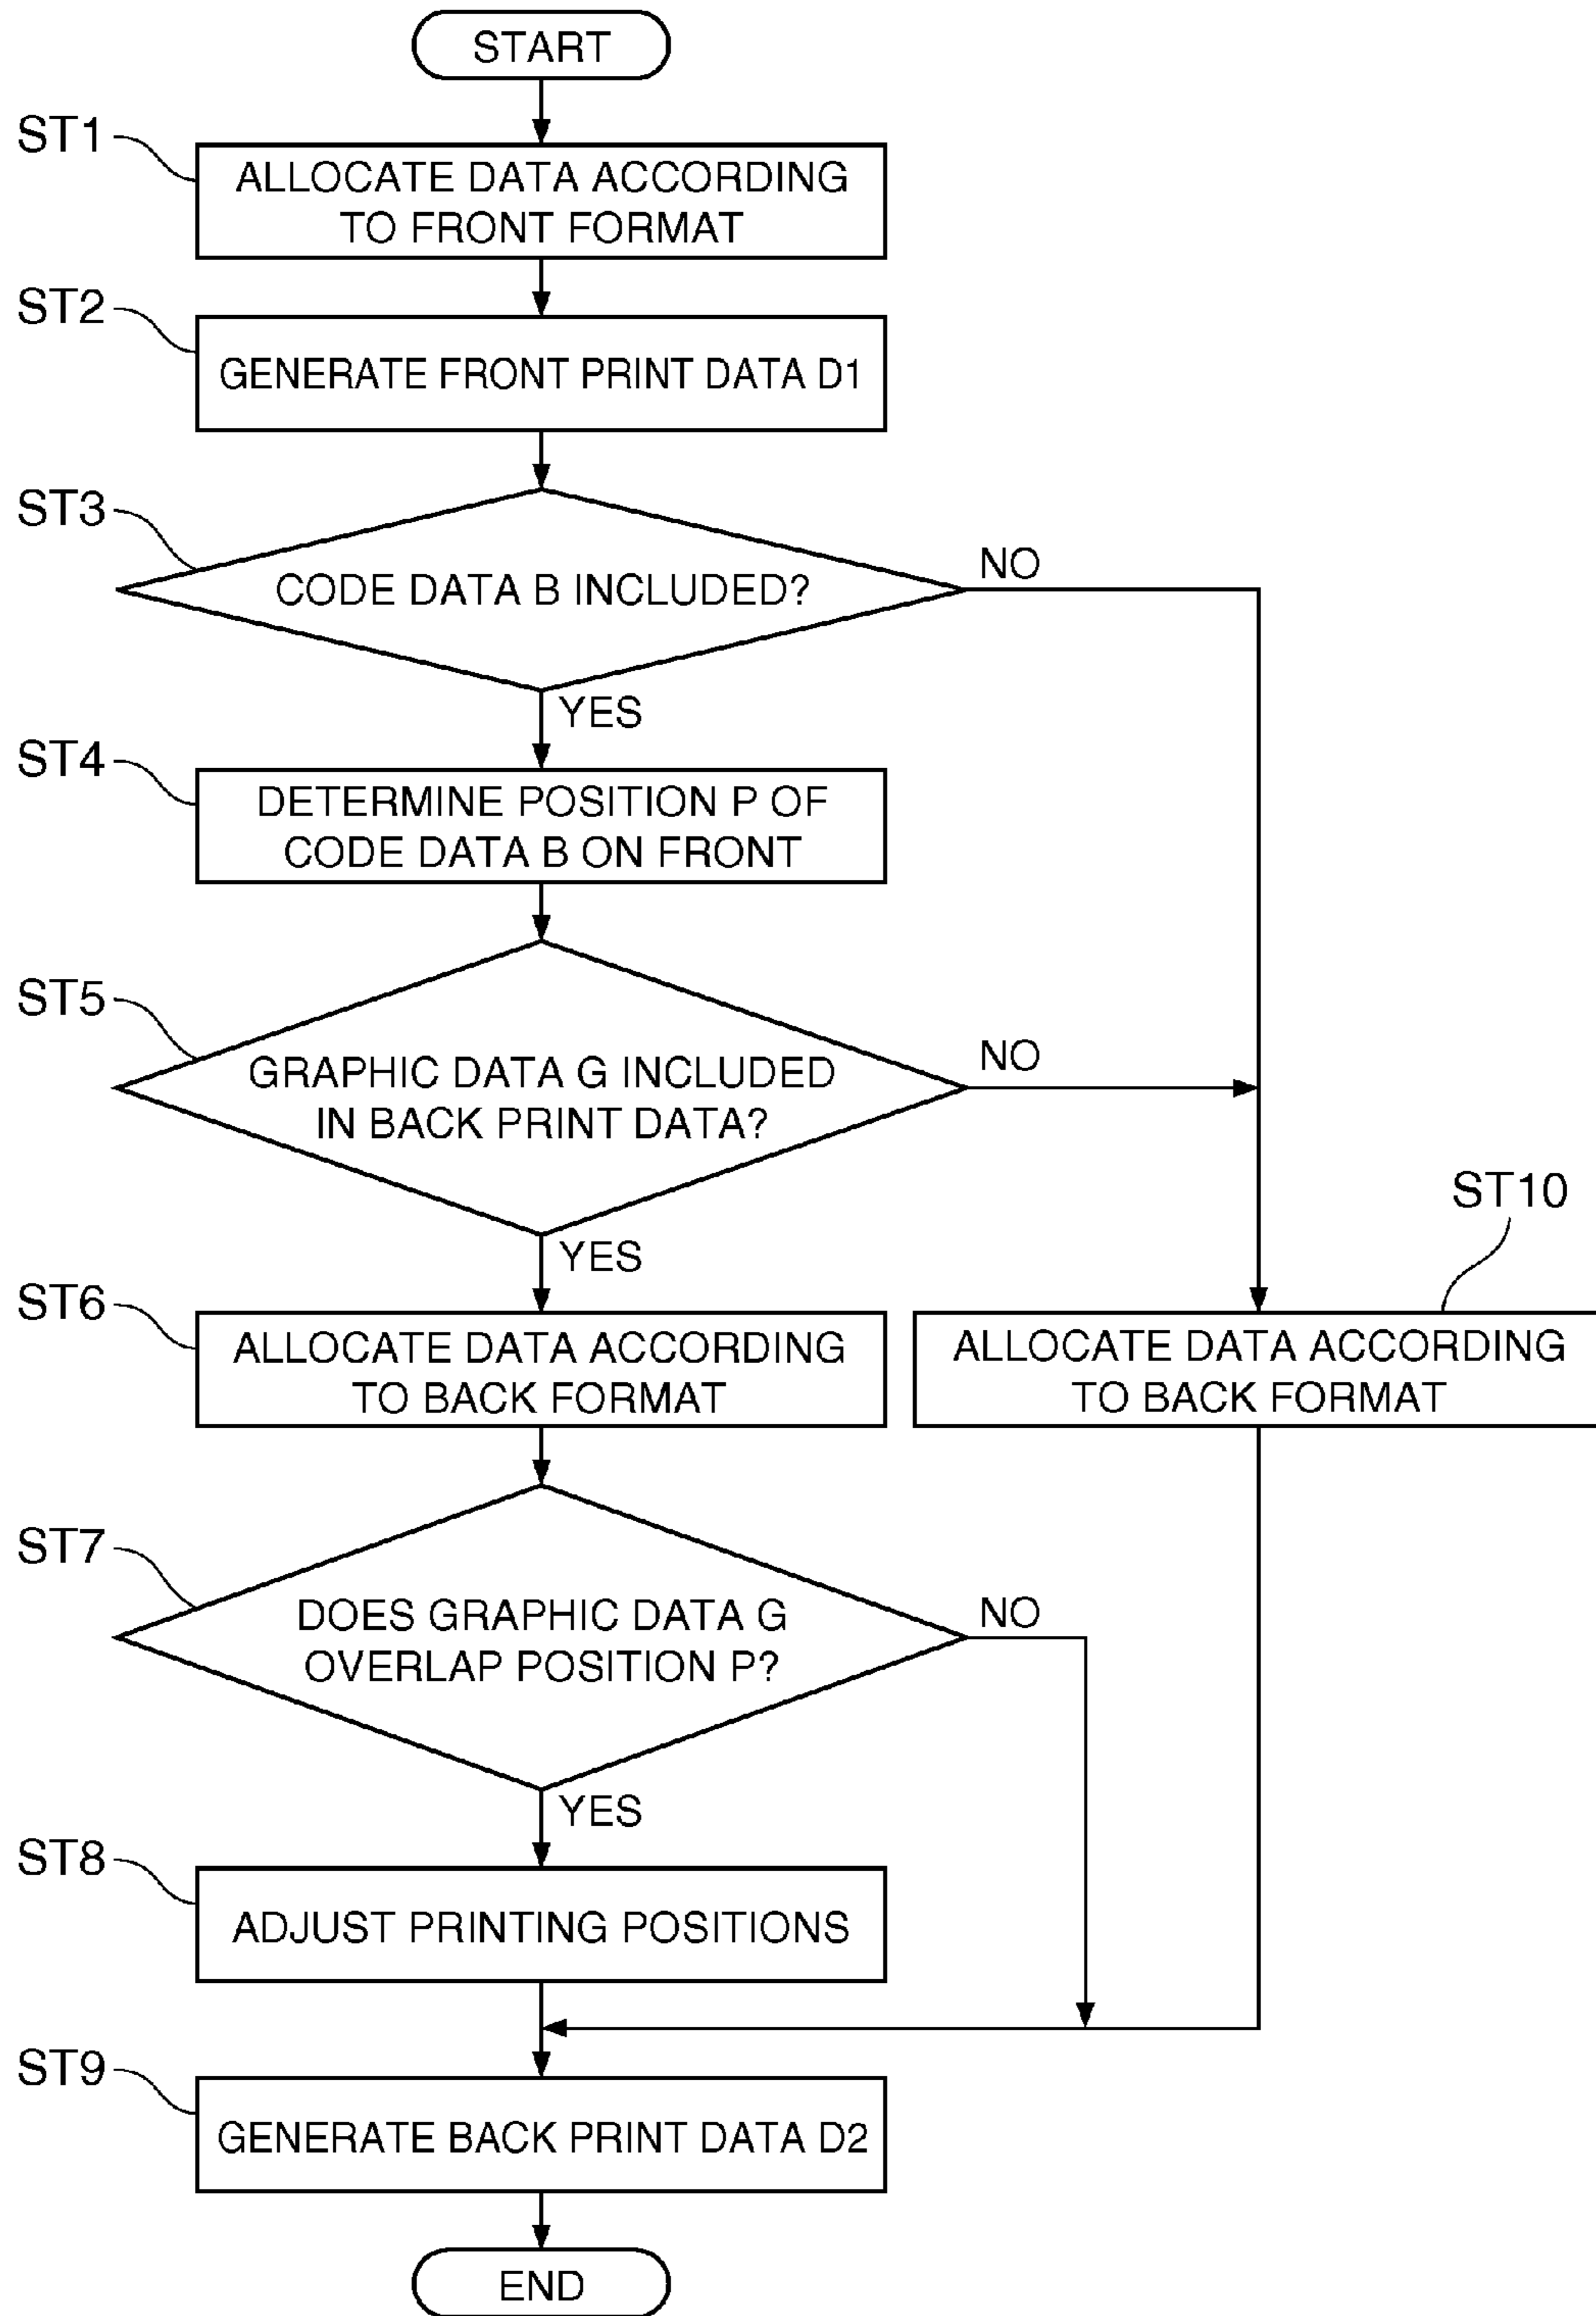 START
ST1
ALLOCATE DATA ACCORDING
TO FRONT FORMAT
ST2
GENERATE FRONT PRINT DATA D1
ST3
CODE DATA B INCLUDED?
NO
YES
ST4
DETERMINE POSITION P OF
CODE DATA B ON FRONT
ST5
GRAPHIC DATA G INCLUDED
IN BACK PRINT DATA?
NO
YES
ST6
ALLOCATE DATA ACCORDING
TO BACK FORMAT
ST10
ALLOCATE DATA ACCORDING
TO BACK FORMAT
ST7
DOES GRAPHIC DATA G
OVERLAP POSITION P?
NO
YES
ST8
ADJUST PRINTING POSITIONS
ST9
GENERATE BACK PRINT DATA D2
END